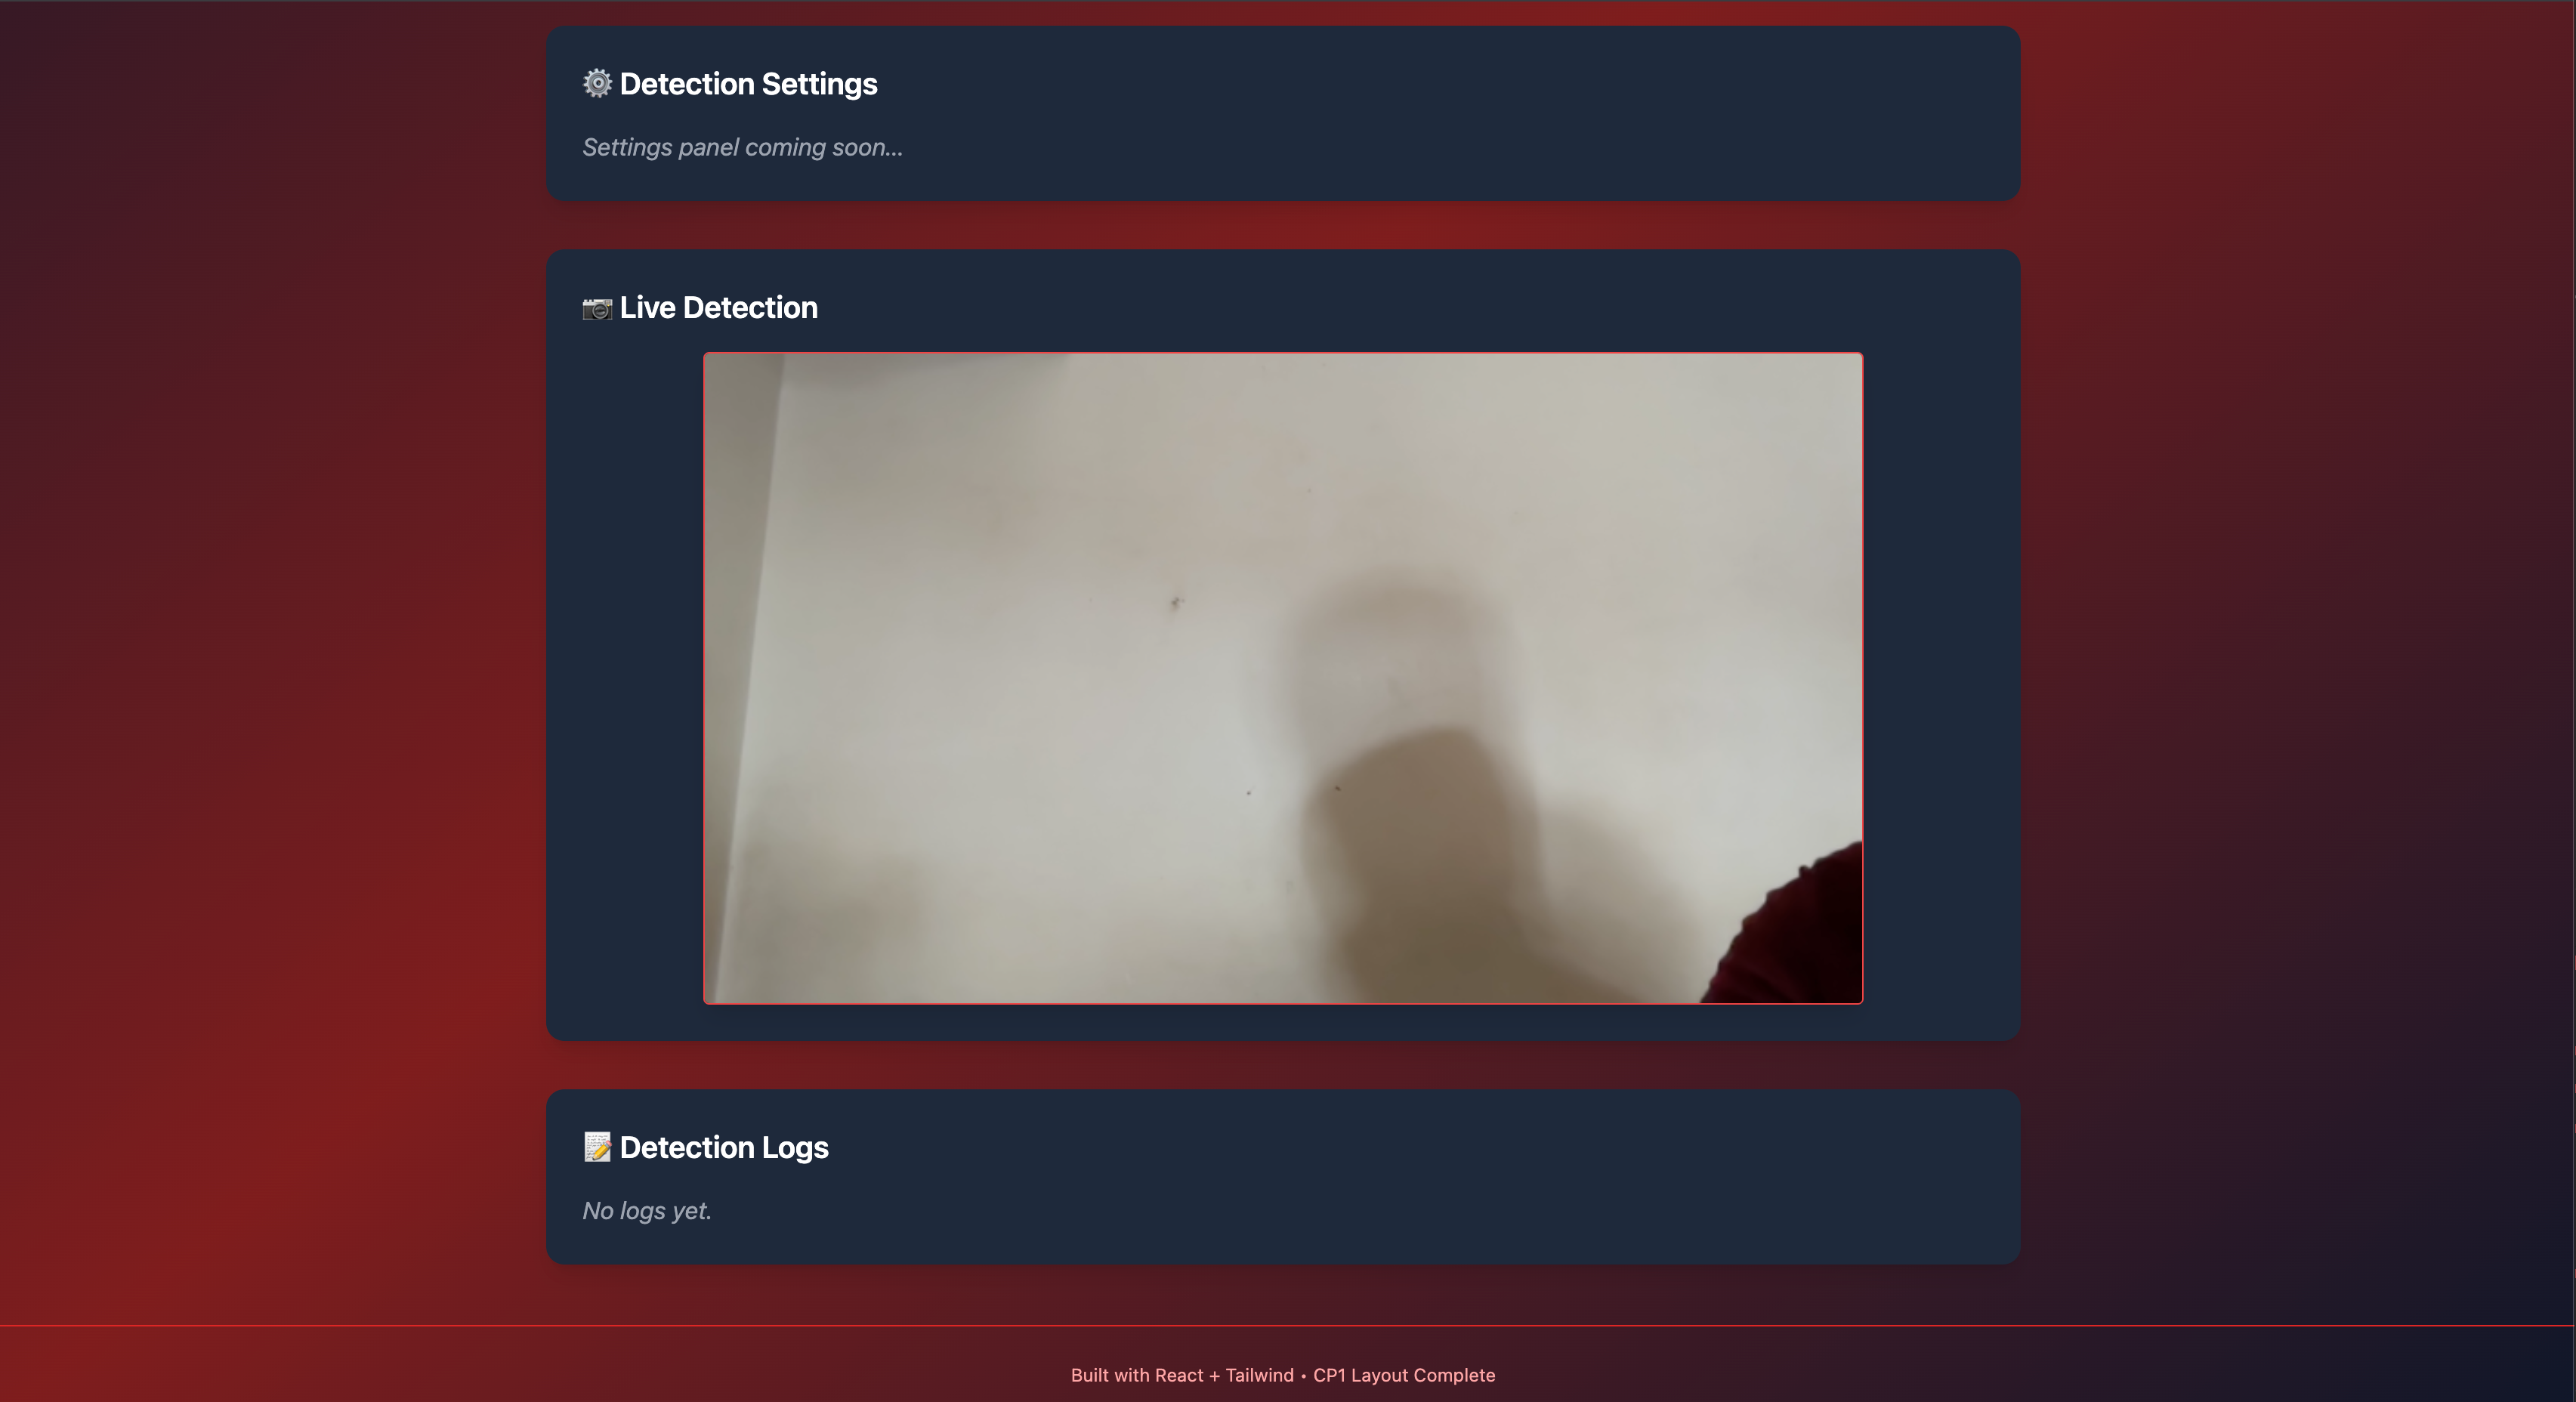 Detection Settings
Settings panel coming soon...
Live Detection
Detection Logs
No logs yet.
Built with React + Tailwind • CP1 Layout Complete